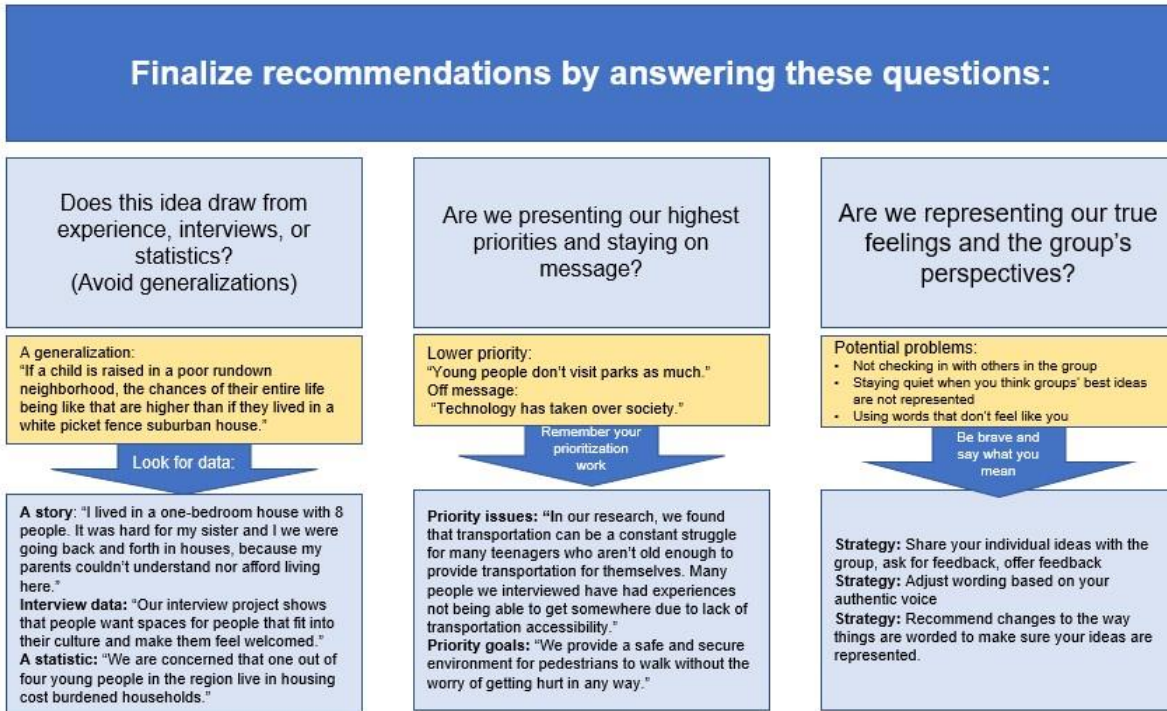 Finalize recommendations by answering these questions:
Does this idea draw from
experience, interviews, or
statistics?
(Avoid generalizations)
A generalization:
“If a child is raised in a poor rundown
neighborhood, the chances of their entire life
being like that are higher than if they lived in a
white picket fence suburban house.”
Look for data:
A story: “I lived in a one-bedroom house with 8
people. It was hard for my sister and I we were
going back and forth in houses, because my
parents couldn’t understand nor afford living
here.”
Interview data: “Our interview project shows
that people want spaces for people that fit into
their culture and make them feel welcomed.”
A statistic: “We are concerned that one out of
four young people in the region live in housing
cost burdened households.”
Are we presenting our highest
priorities and staying on
message?
Lower priority:
“Young people don’t visit parks as much.”
Off message:
“Technology has taken over society.”
Remember your
prioritization
work
Priority issues: “In our research, we found
that transportation can be a constant struggle
for many teenagers who aren’t old enough to
provide transportation for themselves. Many
people we interviewed have had experiences
not being able to get somewhere due to lack of
transportation accessibility.”
Priority goals: “We provide a safe and secure
environment for pedestrians to walk without the
worry of getting hurt in any way.”
Are we representing our true
feelings and the group’s
perspectives?
Potential problems:
• Not checking in with others in the group
• Staying quiet when you think groups’ best ideas
are not represented
• Using words that don’t feel like you
Be brave and
say what you
mean
Strategy: Share your individual ideas with the
group, ask for feedback, offer feedback
Strategy: Adjust wording based on your
authentic voice
Strategy: Recommend changes to the way
things are worded to make sure your ideas are
represented.